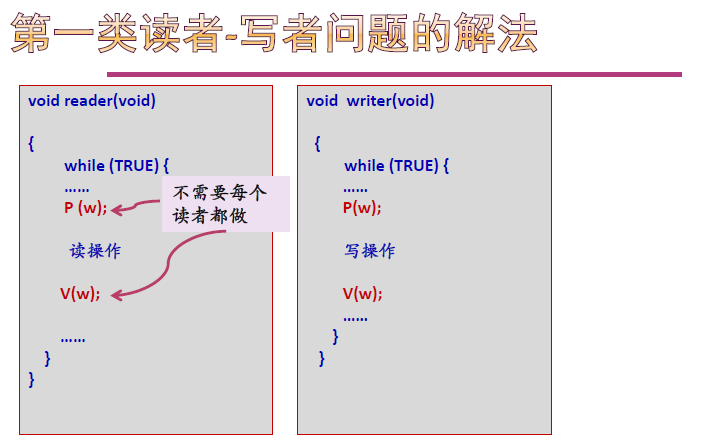 第一类读者-写者问题的解法
void reader(void)
{
while (TRUE) {
……
P (w);
不需要每个
读者都做
读操作
V(w);
……
}
}
void writer(void)
{
while (TRUE) {
……
P(w);
写操作
V(w);
……
}
}